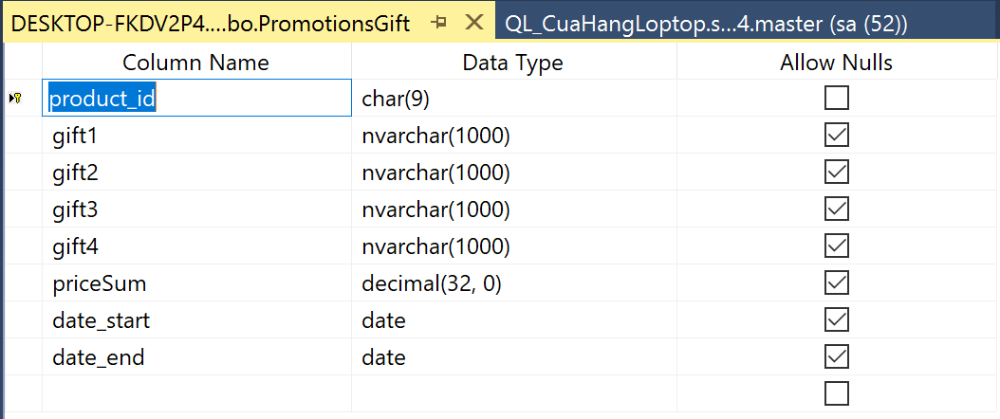 DESKTOP-FKDV2P4....bo.PromotionsGift QL_CuaHangLoptop.s...4.master (sa (52))
Column Name Data Type Allow Nulls
product_id char(9)
gift1 nvarchar(1000)
gift2 nvarchar(1000)
gift3 nvarchar(1000)
gift4 nvarchar(1000)
priceSum decimal(32, 0)
date_start date
date_end date